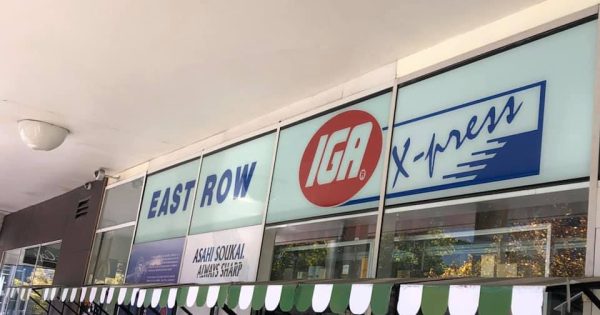 EAST ROW IGA® X-press
ASAHI SOUKAI
ALWAYS SHARP